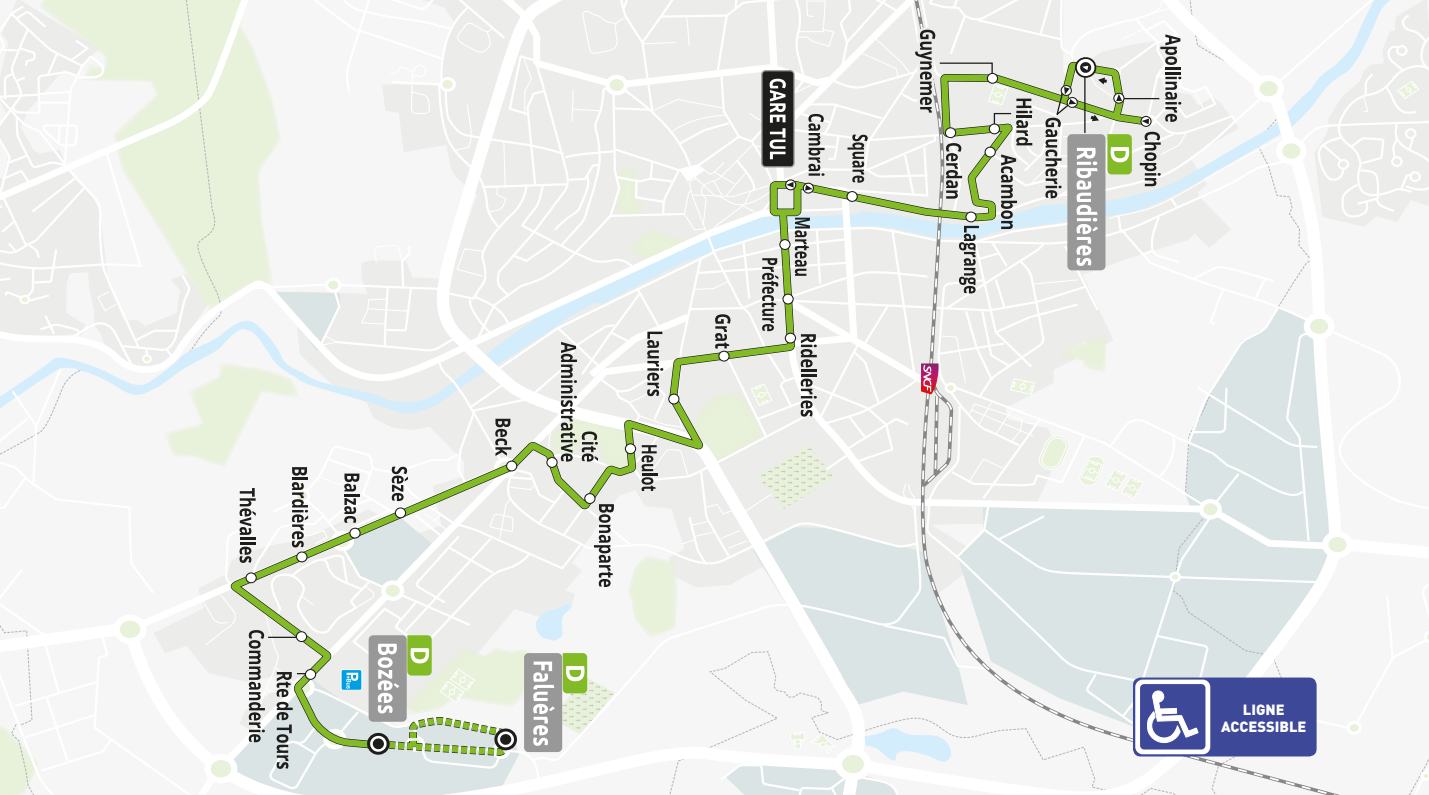 Apollinaire
Chopin
D
Ribaudières
Gaucherie
Guynemer
Hilard
Acambon
Cerdan
Lagrange
Square
Cambrai
GARE TUL
Marteau
Préfecture
Ridelleries
Grat
Lauriers
SNCF
Heulot
Bonaparte
Cité
Administrative
Beck
Sèze
Balzac
Blardières
Thévalles
Commanderie
Rte de Tours
P+Bus
D
Bozées
D
Faluères
LIGNE
ACCESSIBLE